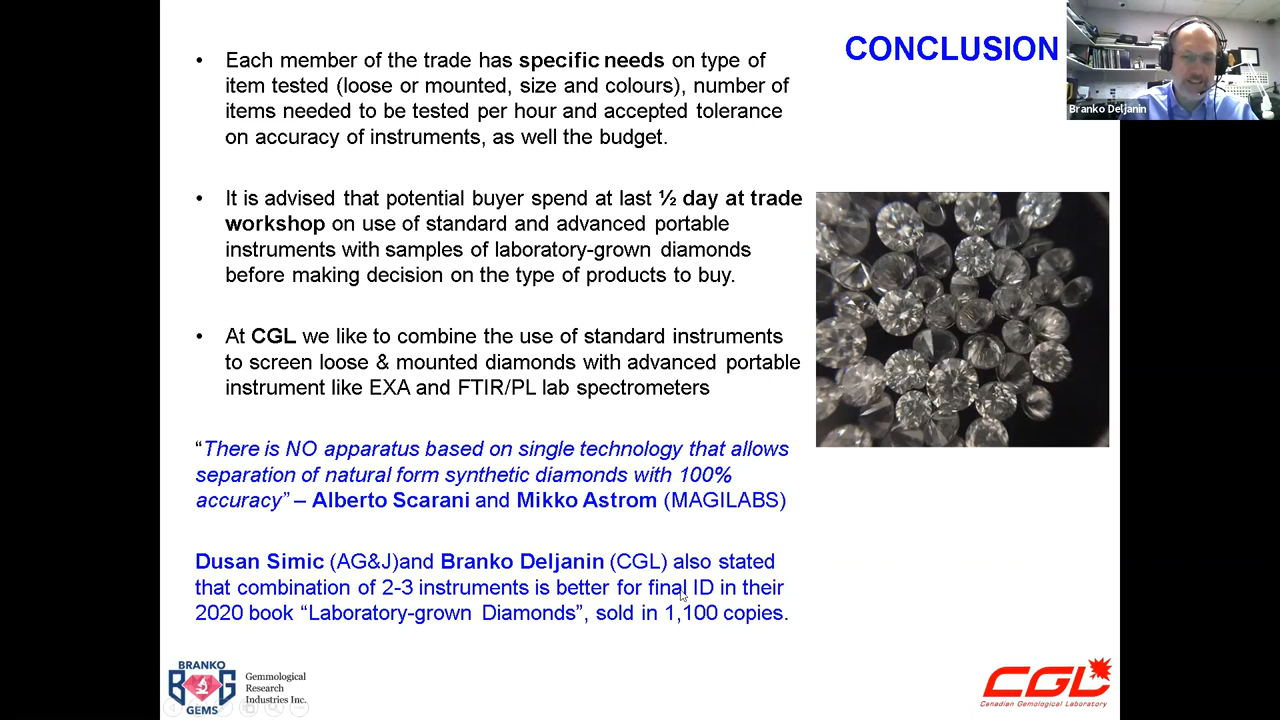 CONCLUSION
Branko Deljanin
• Each member of the trade has specific needs on type of
item tested (loose or mounted, size and colours), number of
items needed to be tested per hour and accepted tolerance
on accuracy of instruments, as well the budget.
• It is advised that potential buyer spend at last ½ day at trade
workshop on use of standard and advanced portable
instruments with samples of laboratory-grown diamonds
before making decision on the type of products to buy.
• At CGL we like to combine the use of standard instruments
to screen loose & mounted diamonds with advanced portable
instrument like EXA and FTIR/PL lab spectrometers
“There is NO apparatus based on single technology that allows
separation of natural form synthetic diamonds with 100%
accuracy” – Alberto Scarani and Mikko Astrom (MAGILABS)
Dusan Simic (AG&J)and Branko Deljanin (CGL) also stated
that combination of 2-3 instruments is better for final ID in their
2020 book “Laboratory-grown Diamonds”, sold in 1,100 copies.
BRANKO
BG
GEMS
Gemmological
Research
Industries Inc.
CGL
Canadian Gemological Laboratory